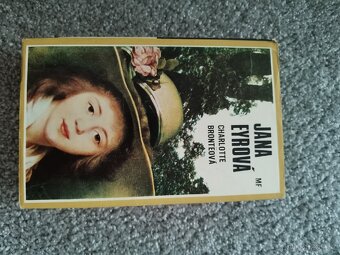 JANA
EYROVÁ
CHARLOTTE
BRONTEOVÁ
MF